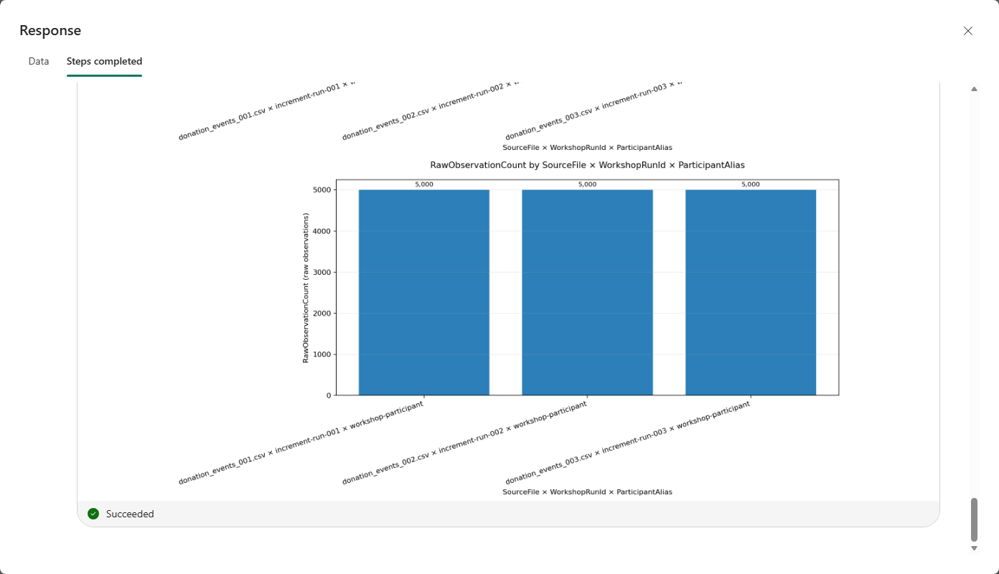 Response
Data
Steps completed
donation_events_001.csv × increment-run-001 ×
donation_events_002.csv × increment-run-002 ×
donation_events_003.csv × increment-run-003 ×
SourceFile × WorkshopRunId × ParticipantAlias
RawObservationCount by SourceFile × WorkshopRunId × ParticipantAlias
RawObservationCount (raw observations)
5,000
5,000
5,000
5000
4000
3000
2000
1000
0
donation_events_001.csv × increment-run-001 × workshop-participant
donation_events_002.csv × increment-run-002 × workshop-participant
donation_events_003.csv × increment-run-003 × workshop-participant
SourceFile × WorkshopRunId × ParticipantAlias
Succeeded